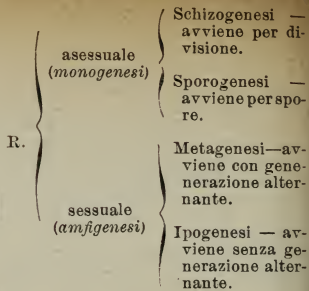 Schizogenesi —
avviene per di-
visione.
asessuale
(monogenesi)
Sporogenesi —
avviene per spo-
re.
R.
Metagenesi—av-
viene con gene-
nerazione alter-
nante.
sessuale
(amfigenesi)
Ipogenesi — av-
viene senza ge-
nerazione alter-
nante.